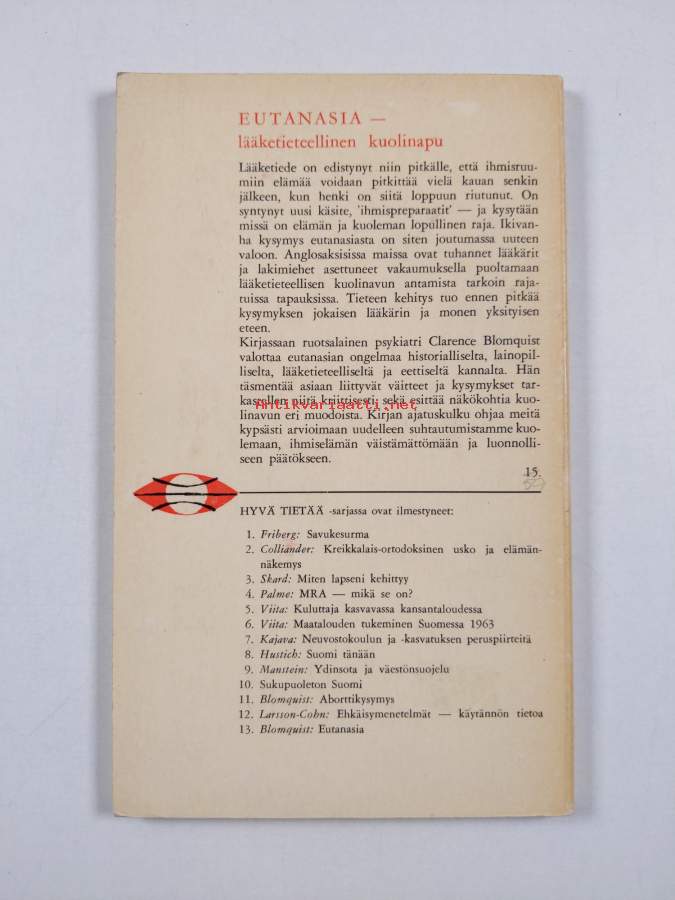 EUTANASIA —
lääketieteellinen kuolinapu
Lääketiede on edistynyt niin pitkälle, että ihmisruu-
miin elämää voidaan pitkittää vielä kauan senkin
jälkeen, kun henki on siitä loppuun riutunut. On
syntynyt uusi käsite, 'ihmispreparaatit' — ja kysytään
missä on elämän ja kuoleman lopullinen raja. Ikivan-
ha kysymys eutanasiasta on siten joutumassa uuteen
valoon. Anglosaksisissa maissa ovat tuhannet lääkärit
ja lakimiehet asettuneet vakaumuksella puoltamaan
lääketieteellisen kuolinavun antamista tarkoin raja-
tuissa tapauksissa. Tieteen kehitys tuo ennen pitkää
kysymyksen jokaisen lääkärin ja monen yksityisen
eteen.
Kirjassaan ruotsalainen psykiatri Clarence Blomquist
valottaa eutanasian ongelmaa historialliselta, lainopil-
liselta, lääketieteelliseltä ja eettiseltä kannalta. Hän
täsmentää asiaan liittyvät väitteet ja kysymykset tar-
kastellen niitä kriittisesti sekä esittää näkökohtia kuo-
Antikvariaatti.net
linavun eri muodoista. Kirjan ajatuskulku ohjaa meitä
kypsästi arvioimaan uudelleen suhtautumistamme kuo-
lemaan, ihmiselämän väistämättömään ja luonnolli-
seen päätökseen.
15.
HYVÄ TIETÄÄ -sarjassa ovat ilmestyneet:
1. Friberg: Savukesurma
2. Colliander: Kreikkalais-ortodoksinen usko ja elämän-
näkemys
3. Skard: Miten lapseni kehittyy
4. Palme: MRA — mikä se on?
5. Viita: Kuluttaja kasvavassa kansantaloudessa
6. Viita: Maatalouden tukeminen Suomessa 1963
7. Kajava: Neuvostokoulun ja -kasvatuksen peruspiirteitä
8. Hustich: Suomi tänään
9. Manstein: Ydinsota ja väestönsuojelu
10. Sukupuoleton Suomi
11. Blomquist: Aborttikysymys
12. Larsson-Cohn: Ehkäisymenetelmät — käytännön tietoa
13. Blomquist: Eutanasia